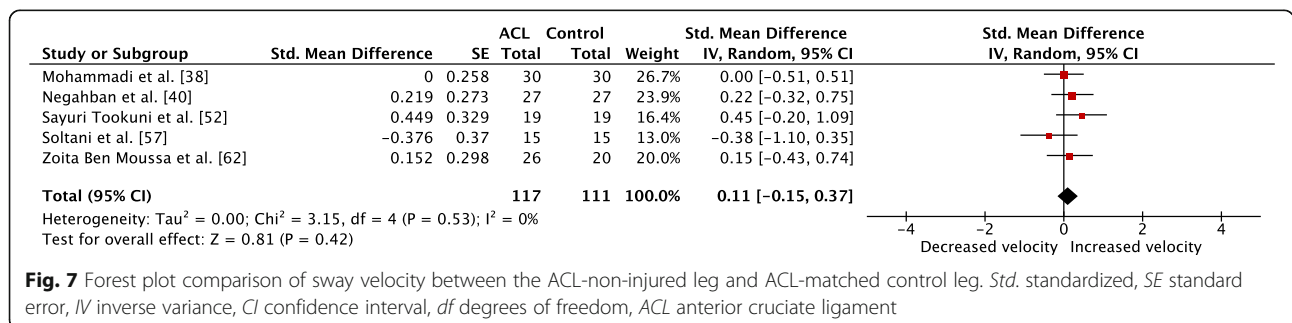 ACL Control Std. Mean Difference Std. Mean Difference
Study or Subgroup Std. Mean Difference SE Total Total Weight IV, Random, 95% CI IV, Random, 95% CI
Mohammadi et al. [38] 0 0.258 30 30 26.7% 0.00 [-0.51, 0.51]
Negahban et al. [40] 0.219 0.273 27 27 23.9% 0.22 [-0.32, 0.75]
Sayuri Tookuni et al. [52] 0.449 0.329 19 19 16.4% 0.45 [-0.20, 1.09]
Soltani et al. [57] -0.376 0.37 15 15 13.0% -0.38 [-1.10, 0.35]
Zoita Ben Moussa et al. [62] 0.152 0.298 26 20 20.0% 0.15 [-0.43, 0.74]
Total (95% CI) 117 111 100.0% 0.11 [-0.15, 0.37]
Heterogeneity: Tau² = 0.00; Chi² = 3.15, df = 4 (P = 0.53); I² = 0%
Test for overall effect: Z = 0.81 (P = 0.42)
-4 -2 0 2 4
Decreased velocity Increased velocity
Fig. 7 Forest plot comparison of sway velocity between the ACL-non-injured leg and ACL-matched control leg. Std. standardized, SE standard
error, IV inverse variance, CI confidence interval, df degrees of freedom, ACL anterior cruciate ligament